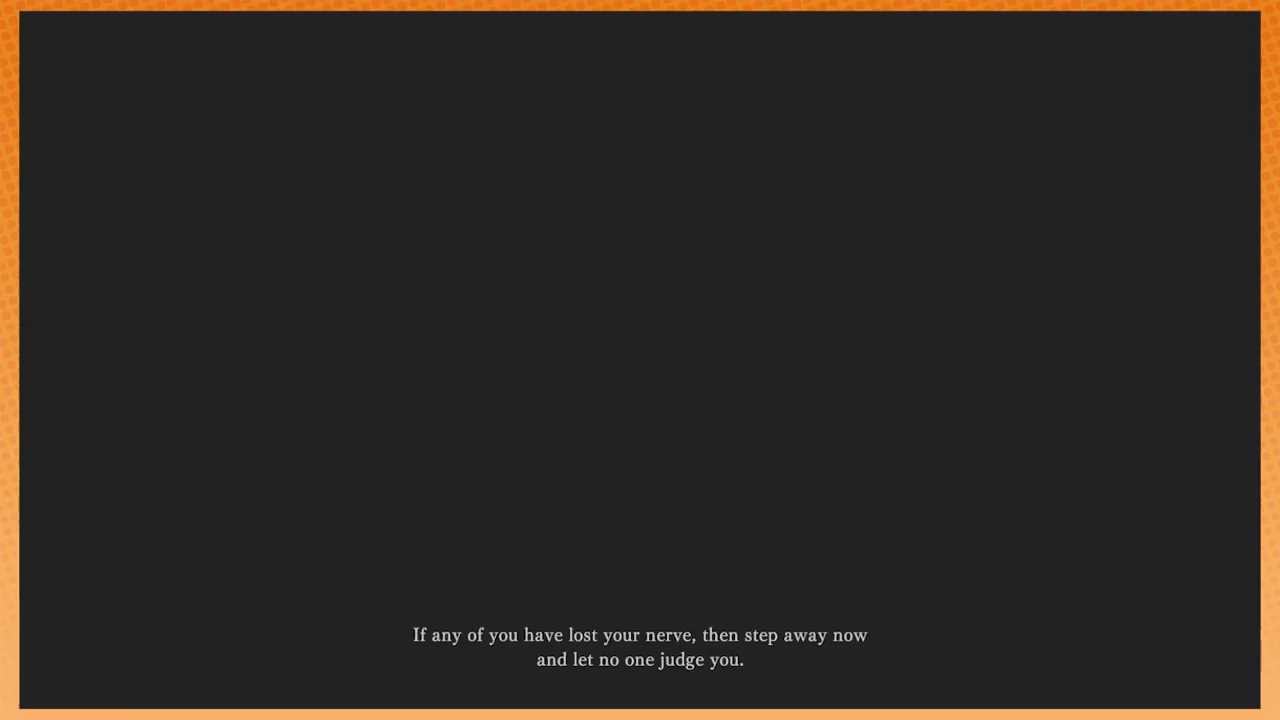 If any of you have lost your nerve, then step away now
and let no one judge you.